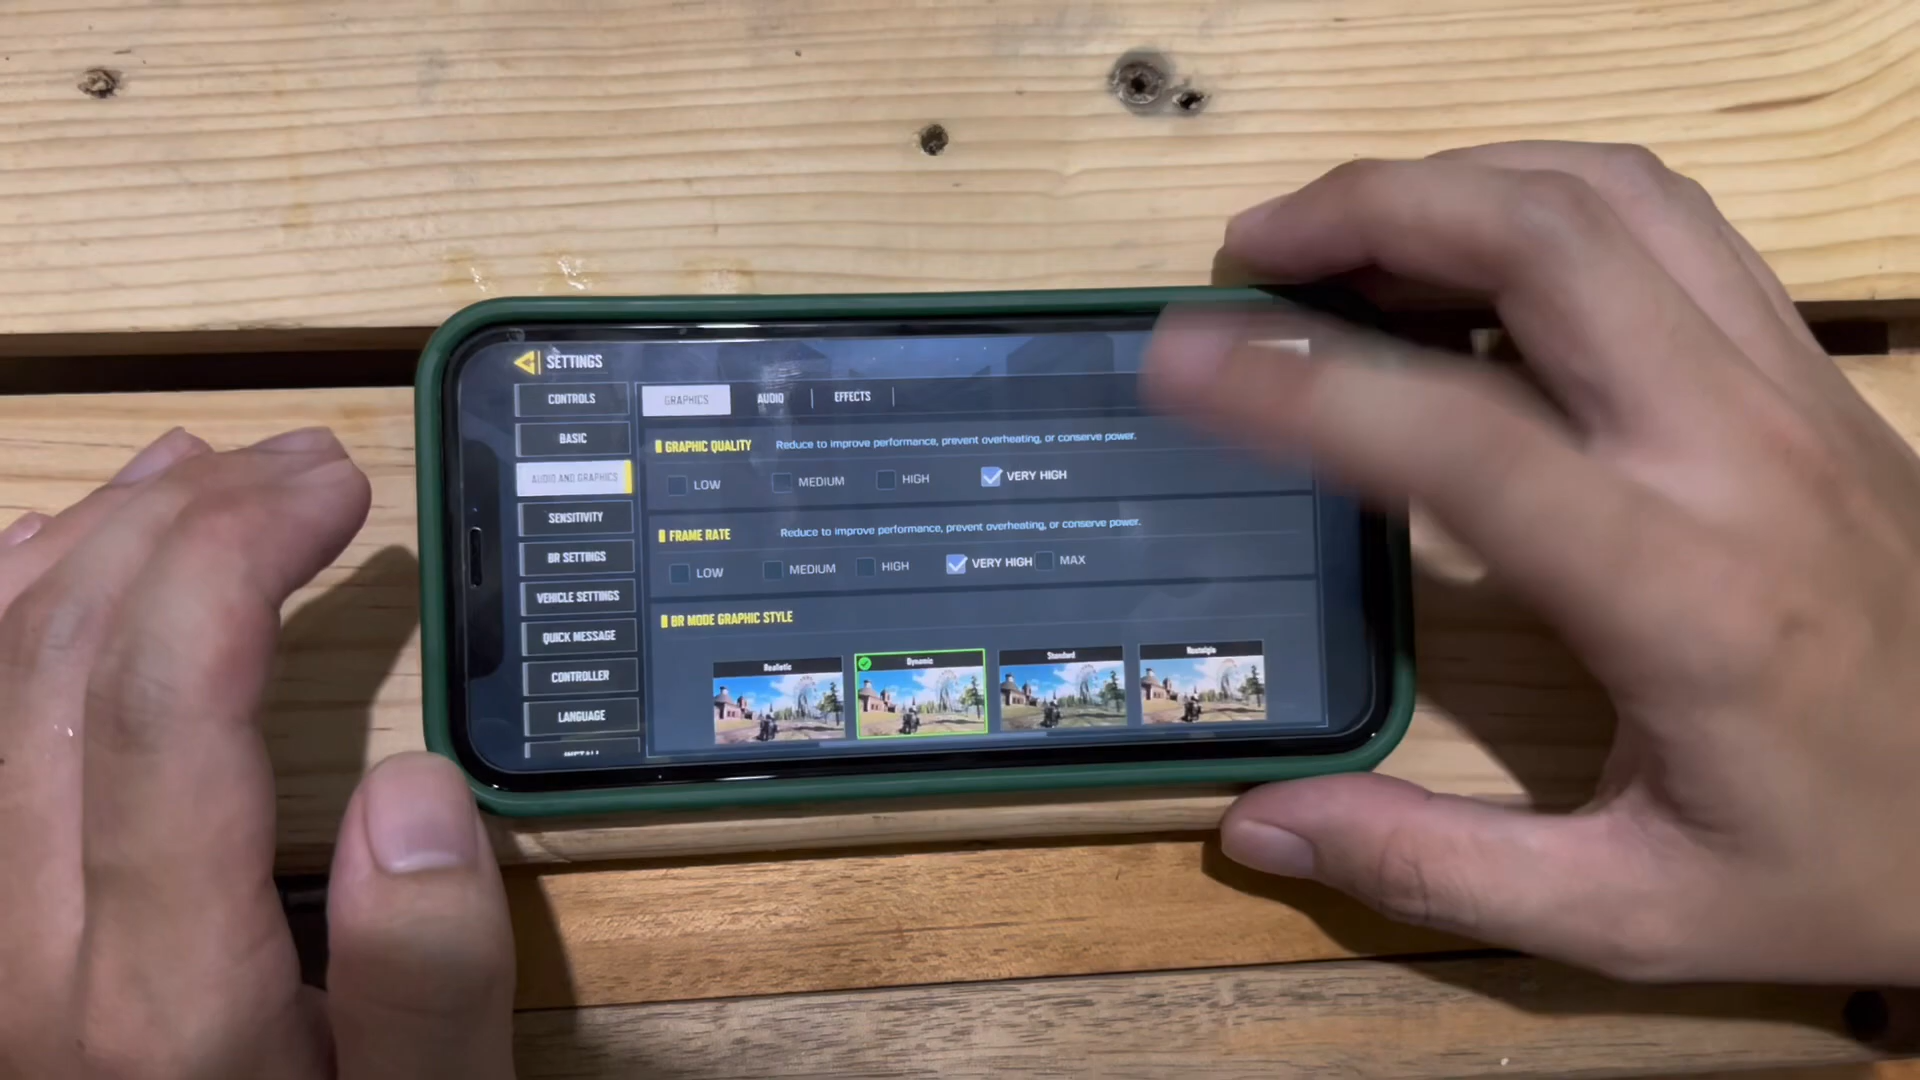 SETTINGS
CONTROLS
BASIC
AUDIO AND GRAPHICS
SENSITIVITY
BR SETTINGS
VEHICLE SETTINGS
QUICK MESSAGE
CONTROLLER
LANGUAGE
INSTALL
GRAPHICS AUDIO EFFECTS
GRAPHIC QUALITY Reduce to improve performance, prevent overheating, or conserve power.
LOW MEDIUM HIGH VERY HIGH
FRAME RATE Reduce to improve performance, prevent overheating, or conserve power.
LOW MEDIUM HIGH VERY HIGH MAX
BR MODE GRAPHIC STYLE
Realistic Dynamic Standard Nostalgia